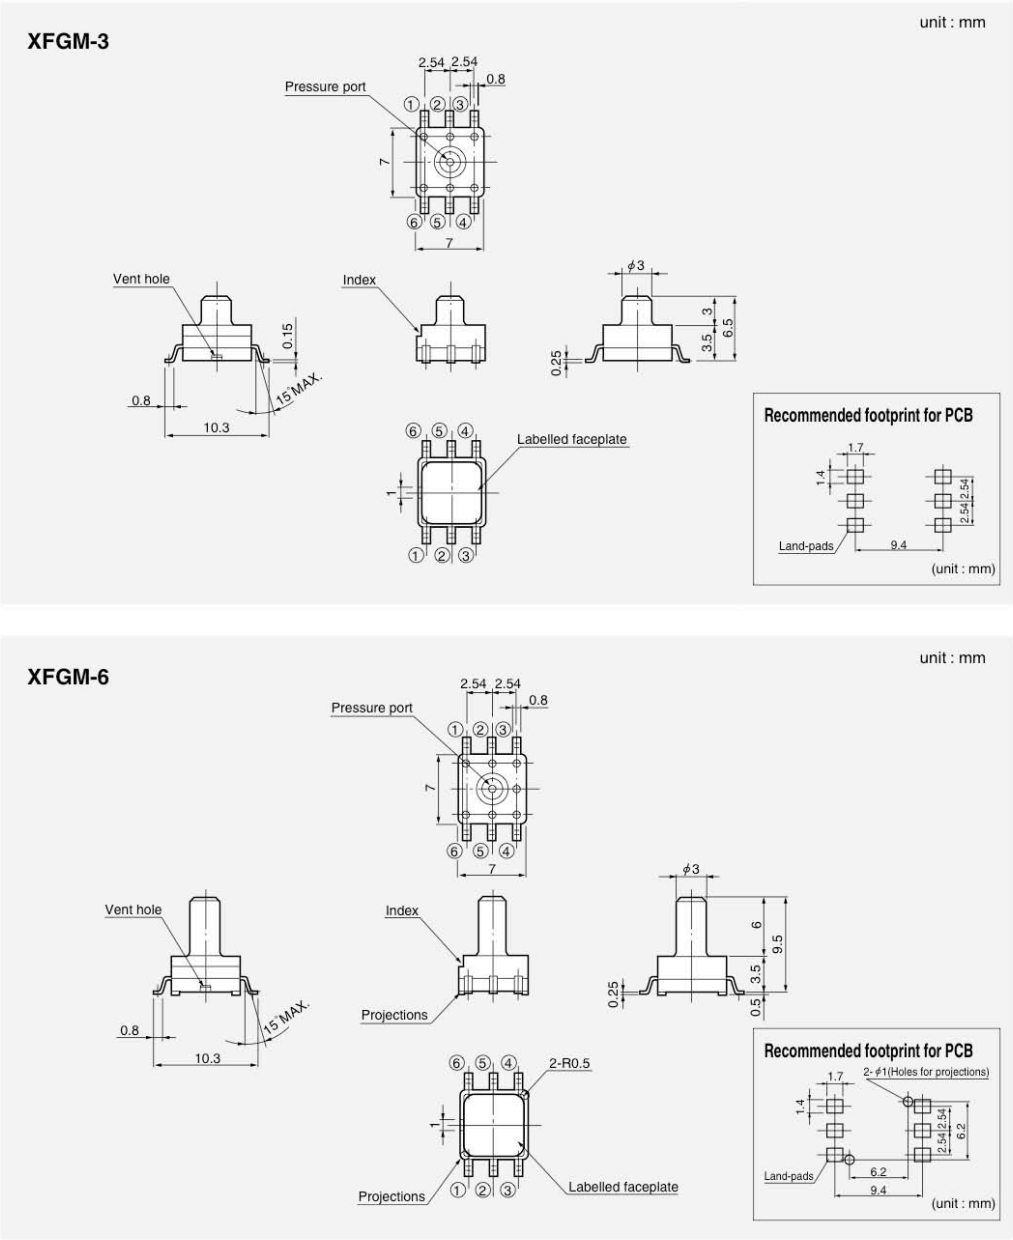 unit : mm
XFGM-3
2.54 2.54
0.8
Pressure port
① ② ③
7
⑥ ⑤ ④
7
Vent hole
Index
ϕ3
0.15
3
6.5
3.5
0.25
15°MAX.
0.8
10.3
⑥ ⑤ ④
Labelled faceplate
1
① ② ③
Recommended footprint for PCB
1.7
1.4
2.54
2.54
Land-pads
9.4
(unit : mm)
unit : mm
XFGM-6
2.54 2.54
0.8
Pressure port
① ② ③
7
⑥ ⑤ ④
7
ϕ3
Vent hole
Index
6
9.5
3.5
0.25
0.5
Projections
15°MAX.
0.8
10.3
⑥ ⑤ ④
2-R0.5
1
Labelled faceplate
Projections
① ② ③
Recommended footprint for PCB
2-ϕ1(Holes for projections)
1.7
1.4
2.54
2.54
6.2
Land-pads
6.2
9.4
(unit : mm)